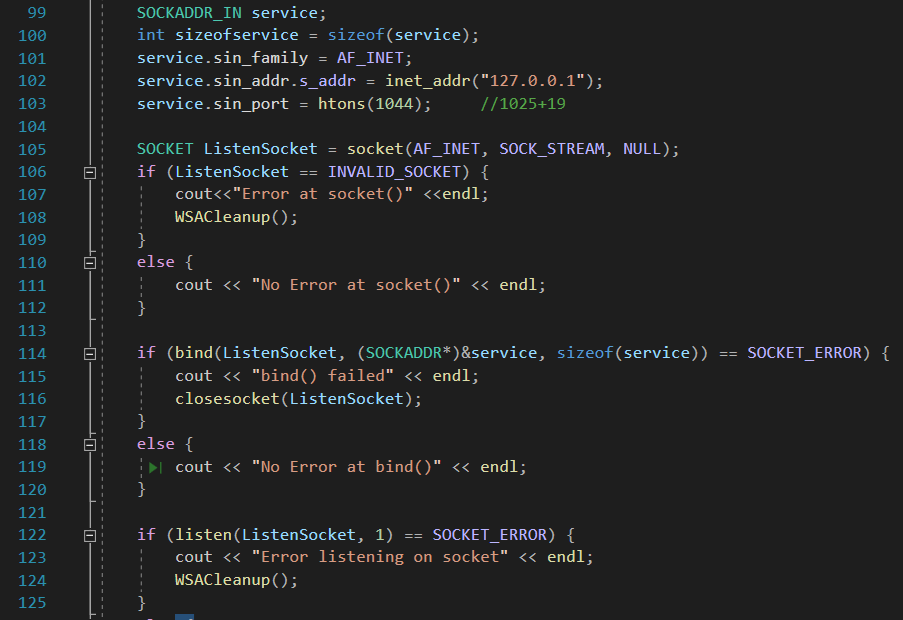 99 SOCKADDR_IN service;
100 int sizeofservice = sizeof(service);
101 service.sin_family = AF_INET;
102 service.sin_addr.s_addr = inet_addr("127.0.0.1");
103 service.sin_port = htons(1044); //1025+19
104
105 SOCKET ListenSocket = socket(AF_INET, SOCK_STREAM, NULL);
106 if (ListenSocket == INVALID_SOCKET) {
107 cout<<"Error at socket()" <<endl;
108 WSACleanup();
109 }
110 else {
111 cout << "No Error at socket()" << endl;
112 }
113
114 if (bind(ListenSocket, (SOCKADDR*)&service, sizeof(service)) == SOCKET_ERROR) {
115 cout << "bind() failed" << endl;
116 closesocket(ListenSocket);
117 }
118 else {
119 cout << "No Error at bind()" << endl;
120 }
121
122 if (listen(ListenSocket, 1) == SOCKET_ERROR) {
123 cout << "Error listening on socket" << endl;
124 WSACleanup();
125 }